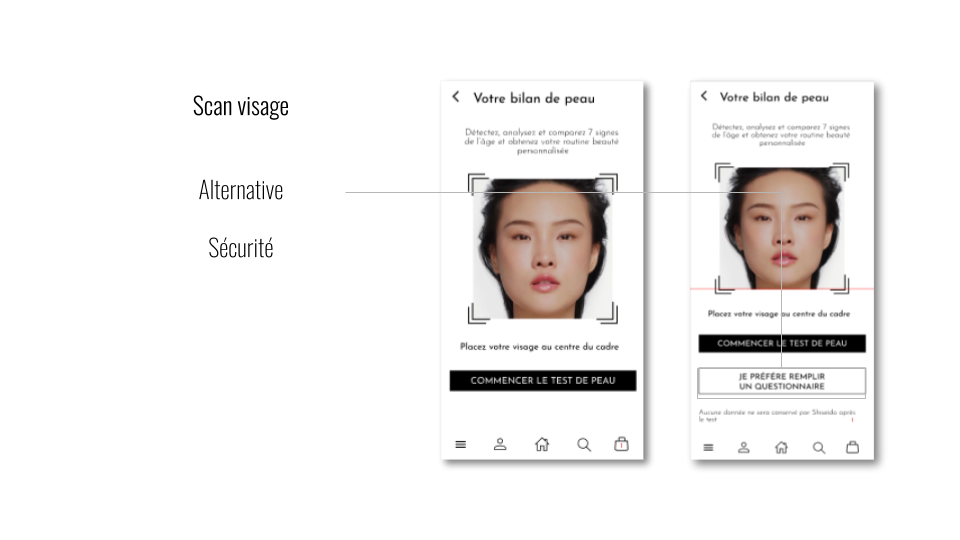 Scan visage
Alternative
Sécurité
Votre bilan de peau
Détectez, analysez et comparez 7 signes
de l'âge et obtenez votre routine beauté
personnalisée
Placez votre visage au centre du cadre
COMMENCER LE TEST DE PEAU
Votre bilan de peau
Détectez, analysez et comparez 7 signes
de l'âge et obtenez votre routine beauté
personnalisée
Placez votre visage au centre du cadre
COMMENCER LE TEST DE PEAU
JE PRÉFÉRE REMPLIR
UN QUESTIONNAIRE
Aucune donnée ne sera conservé par Shiseido après
le test